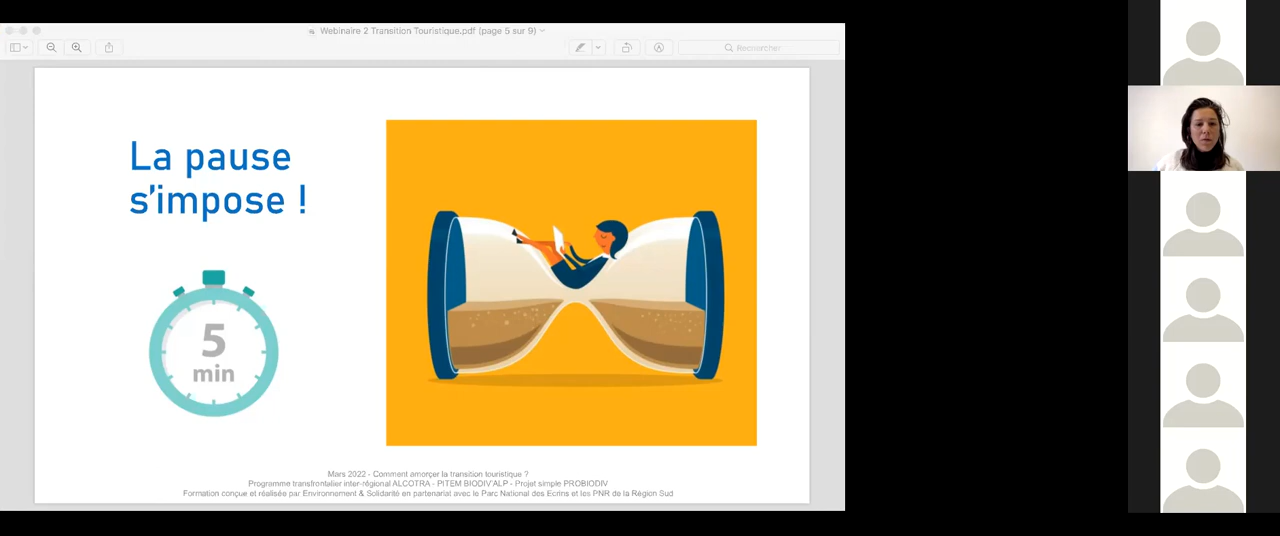 Webinaire 2 Transition Touristique.pdf (page 5 sur 9)
Rechercher
La pause
s'impose !
5
min
Mars 2022 - Comment amorçer la transition touristique ?
Programme transfrontalier inter-régional ALCOTRA - PITEM BIODIV'ALP - Projet simple PROBIODIV
Formation conçue et réalisée par Environnement & Solidarité en partenariat avec le Parc National des Ecrins et les PNR de la Région Sud